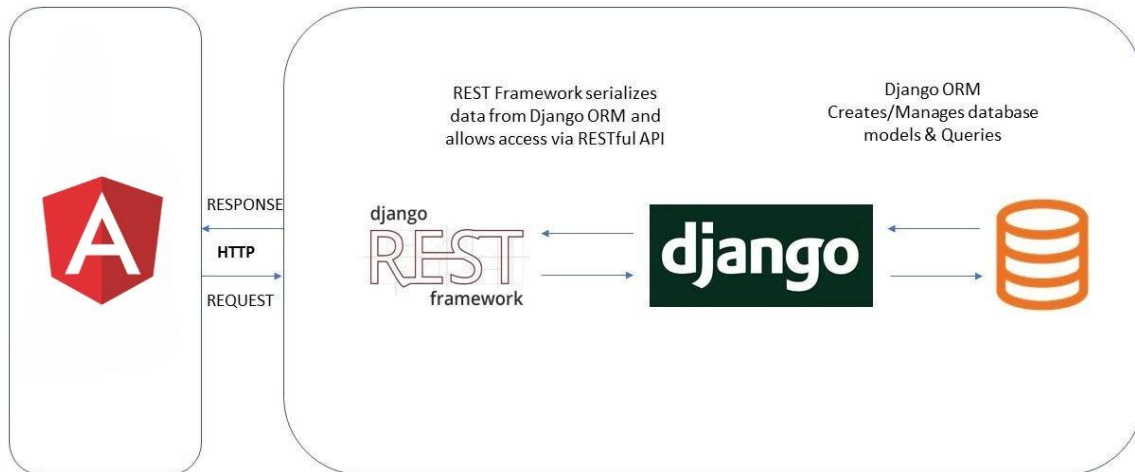 REST Framework serializes
data from Django ORM and
allows access via RESTful API
Django ORM
Creates/Manages database
models & Queries
A
RESPONSE
HTTP
REQUEST
django
REST
framework
django